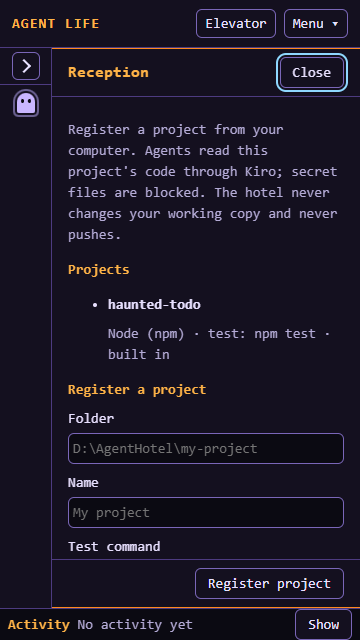 AGENT LIFE
Elevator
Menu ▾
Reception
Close
Register a project from your
computer. Agents read this
project's code through Kiro; secret
files are blocked. The hotel never
changes your working copy and never
pushes.
Projects
• haunted-todo
Node (npm) · test: npm test ·
built in
Register a project
Folder
D:\AgentHotel\my-project
Name
My project
Test command
Register project
Activity No activity yet
Show